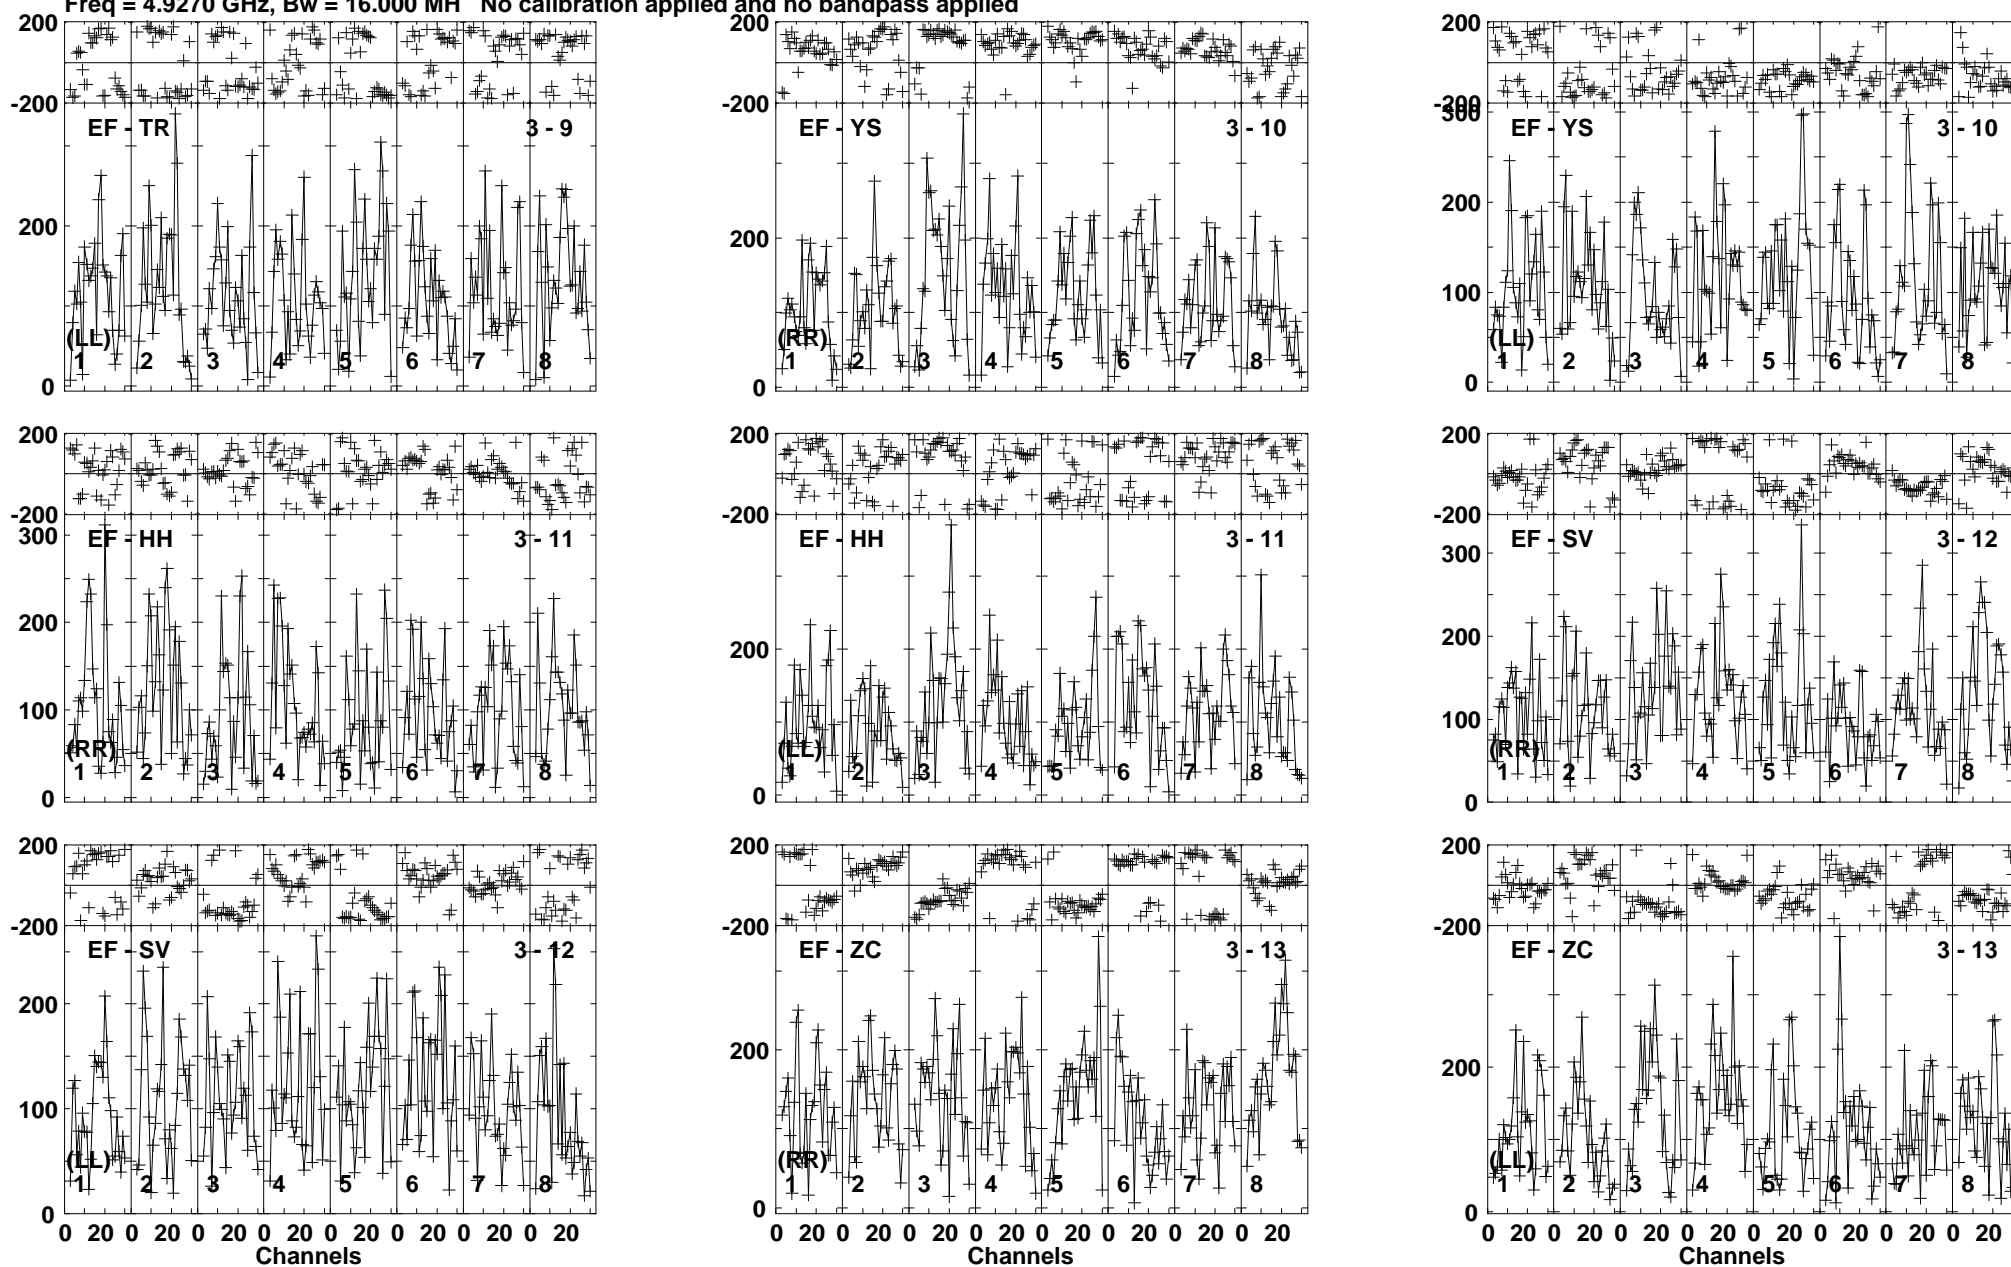 Freq = 4.9270 GHz, Bw = 16.000 MH No calibration applied and no bandpass applied
200 200 200
-200 -200 -200
300
EF - TR 3 - 9 EF - YS 3 - 10 EF - YS 3 - 10
200 200 200
100
(LL) (RR) (LL)
1 2 3 4 5 6 7 8 1 2 3 4 5 6 7 8 1 2 3 4 5 6 7 8
0 0 0
200 200 200
-200 -200 -200
300 300
EF - HH 3 - 11 EF - HH 3 - 11 EF - SV 3 - 12
200 200 200
100 100
(RR) (LL) (RR)
1 2 3 4 5 6 7 8 1 2 3 4 5 6 7 8 1 2 3 4 5 6 7 8
0 0 0
200 200 200
-200 -200 -200
EF - SV 3 - 12 EF - ZC 3 - 13 EF - ZC 3 - 13
200 200 200
100
(LL) (RR) (LL)
1 2 3 4 5 6 7 8 1 2 3 4 5 6 7 8 1 2 3 4 5 6 7 8
0 0 0
0 20 0 20 0 20 0 20 0 20 0 20 0 20 0 20 0 20 0 20 0 20 0 20 0 20 0 20 0 20 0 20 0 20 0 20 0 20 0 20 0 20 0 20 0 20 0 20
Channels Channels Channels